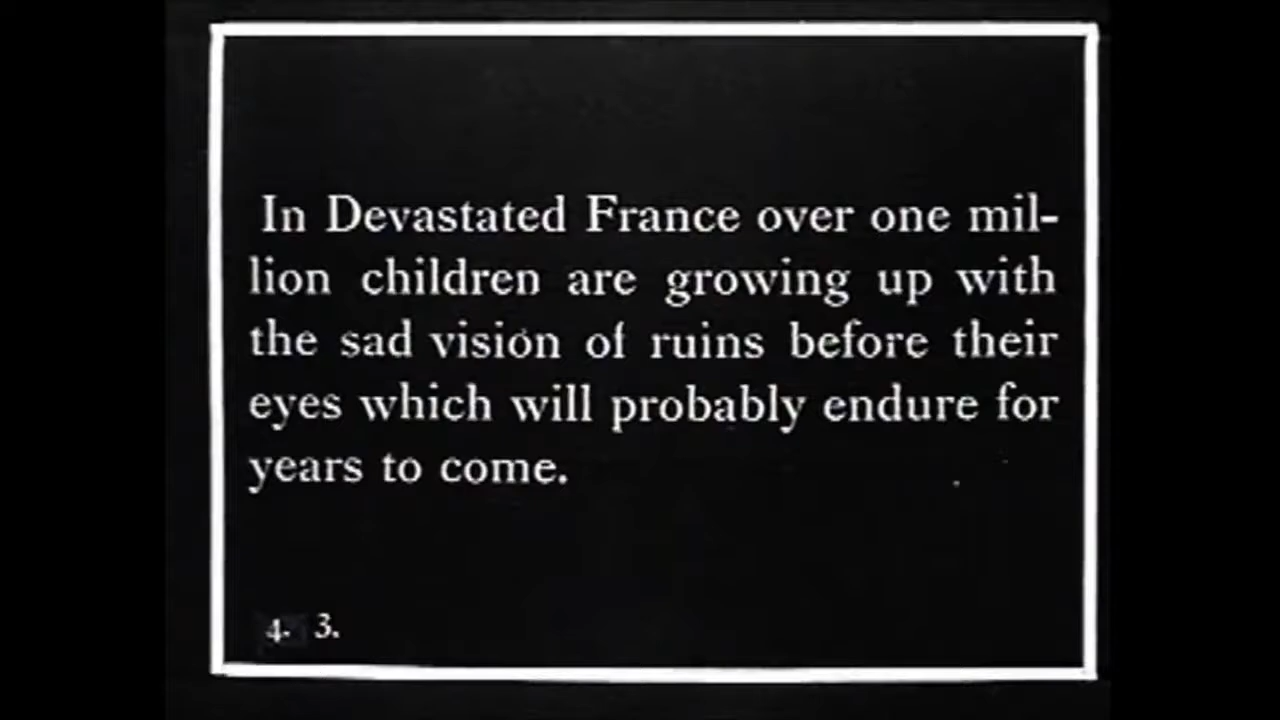 In Devastated France over one mil-
lion children are growing up with
the sad vision of ruins before their
eyes which will probably endure for
years to come.
4. 3.